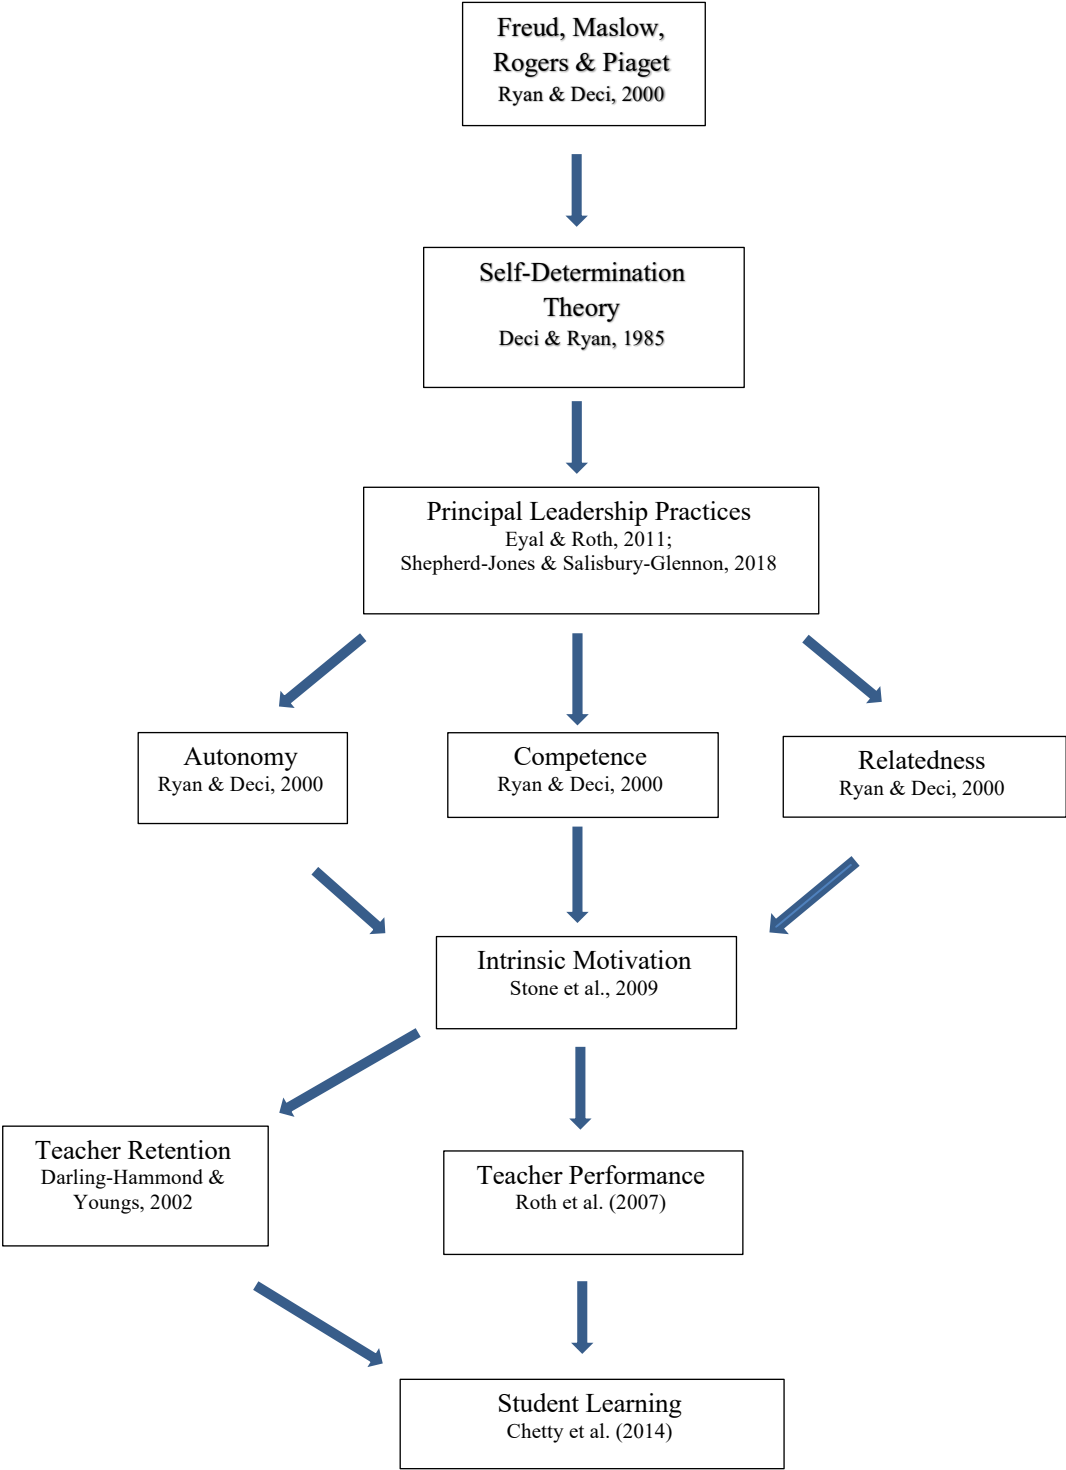 Freud, Maslow,
Rogers & Piaget
Ryan & Deci, 2000
Self-Determination
Theory
Deci & Ryan, 1985
Principal Leadership Practices
Eyal & Roth, 2011;
Shepherd-Jones & Salisbury-Glennon, 2018
Autonomy
Ryan & Deci, 2000
Competence
Ryan & Deci, 2000
Relatedness
Ryan & Deci, 2000
Intrinsic Motivation
Stone et al., 2009
Teacher Retention
Darling-Hammond &
Youngs, 2002
Teacher Performance
Roth et al. (2007)
Student Learning
Chetty et al. (2014)